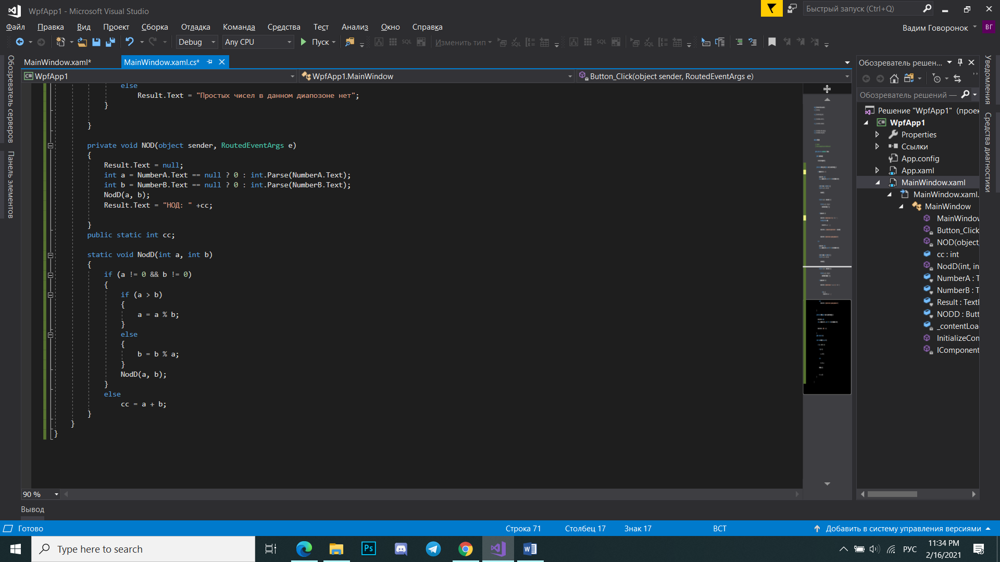 WpfApp1 - Microsoft Visual Studio
Быстрый запуск (Ctrl+Q)
Файл Правка Вид Проект Сборка Отладка Команда Средства Тест Анализ Окно Справка
Вадим Говоронок ВГ
Debug Any CPU Пуск SQL Изменить тип SQL SQL SQL
Обозреватель серверов
Панель элементов
MainWindow.xaml* MainWindow.xaml.cs*
WpfApp1 WpfApp1.MainWindow Button_Click(object sender, RoutedEventArgs e)
else
Result.Text = "Простых чисел в данном диапозоне нет";
}
}
private void NOD(object sender, RoutedEventArgs e)
{
Result.Text = null;
int a = NumberA.Text == null ? 0 : int.Parse(NumberA.Text);
int b = NumberB.Text == null ? 0 : int.Parse(NumberB.Text);
NodD(a, b);
Result.Text = "НОД: " +cc;
}
public static int cc;
static void NodD(int a, int b)
{
if (a != 0 && b != 0)
{
if (a > b)
{
a = a % b;
}
else
{
b = b % a;
}
NodD(a, b);
}
else
cc = a + b;
}
}
}
90 %
Обозреватель решен...
Обозреватель решений —
Решение "WpfApp1" (проек
C# WpfApp1
Properties
Ссылки
App.config
App.xaml
MainWindow.xaml
MainWindow.xaml.
MainWindow
MainWindow
Button_Click
NOD(object,
cc : int
NodD(int, in
NumberA : T
NumberB : T
Result : Text
NODD : Butt
_contentLoa
InitializeCon
IComponent
Уведомления
Средства диагностики
Вывод
Готово Строка 71 Столбец 17 Знак 17 ВСТ Добавить в систему управления версиями
Type here to search Ps РУС 11:34 PM
2/16/2021